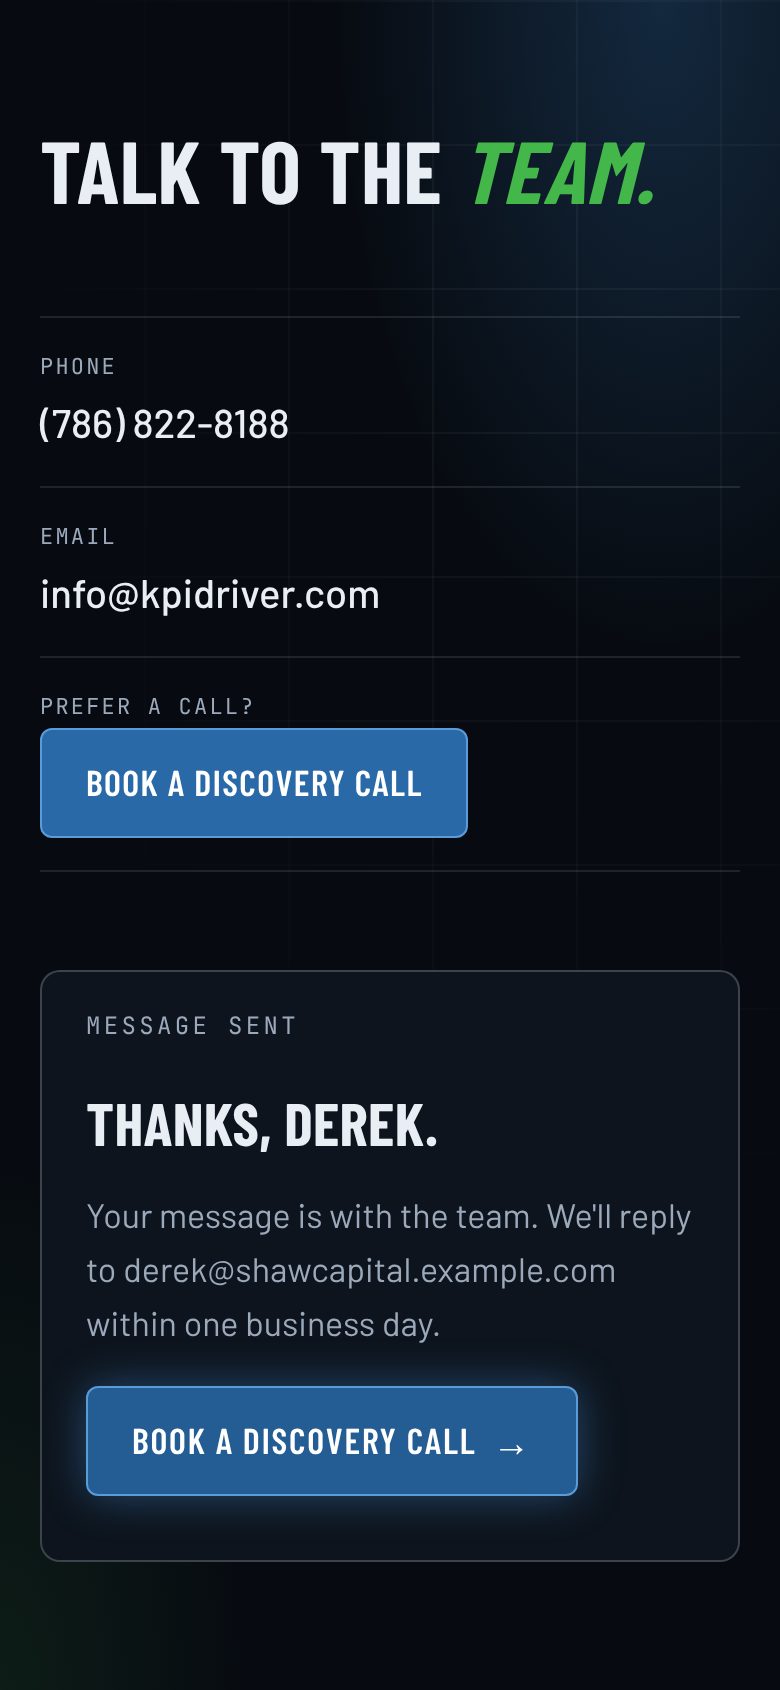 TALK TO THE TEAM.
PHONE
(786) 822-8188
EMAIL
info@kpidriver.com
PREFER A CALL?
BOOK A DISCOVERY CALL
MESSAGE SENT
THANKS, DEREK.
Your message is with the team. We'll reply
to derek@shawcapital.example.com
within one business day.
BOOK A DISCOVERY CALL →